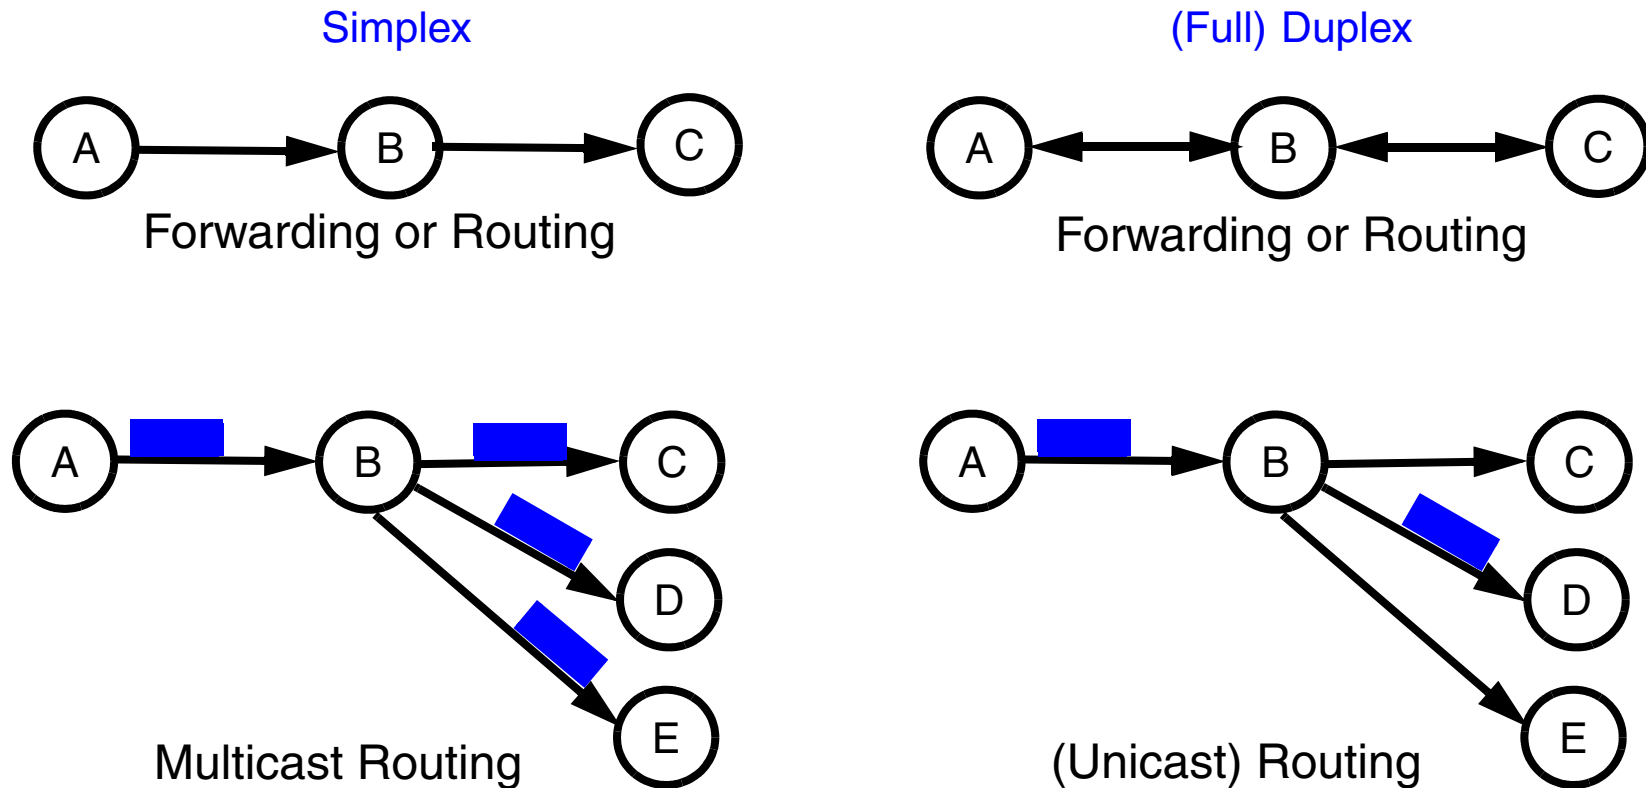 Simplex
(Full) Duplex
A
B
C
A
B
C
Forwarding or Routing
Forwarding or Routing
A
B
C
A
B
C
D
D
E
E
Multicast Routing
(Unicast) Routing